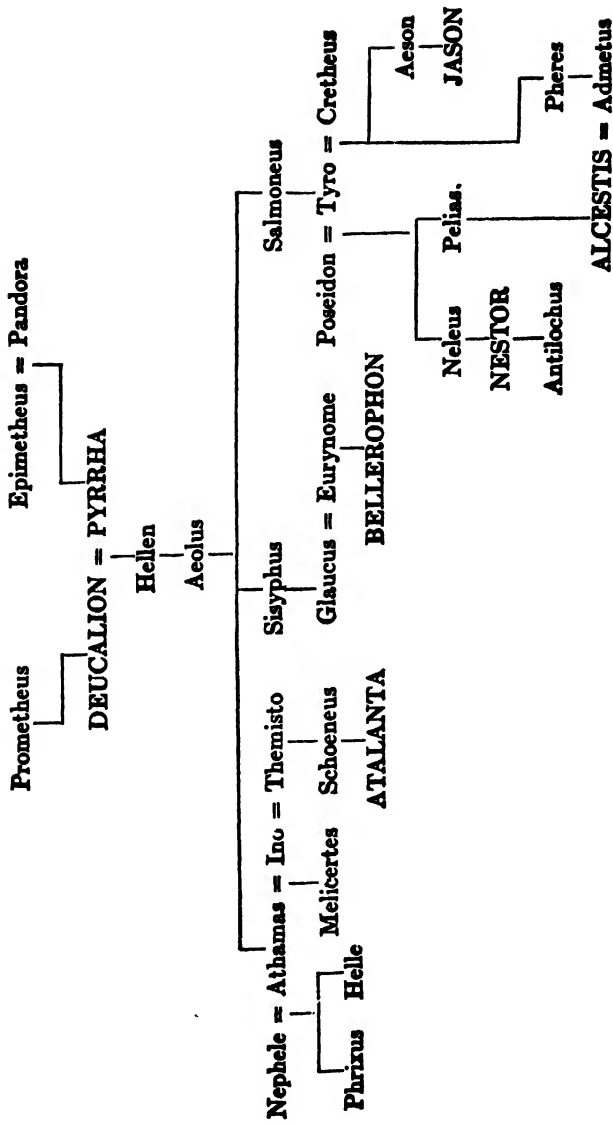 Prometheus Epimetheus = Pandora
DEUCALION = PYRRHA
Hellen
Aeolus
Sisyphus Salmoneus
Nephele = Athamas = Ino = Themisto Glaucus = Eurynome Poseidon = Tyro = Cretheus
Phrixus Helle Melicertes Schoeneus BELLEROPHON Neleus Pelias. Aeson
ATALANTA NESTOR JASON
Antilochus Pheres
ALCESTIS = Admetus